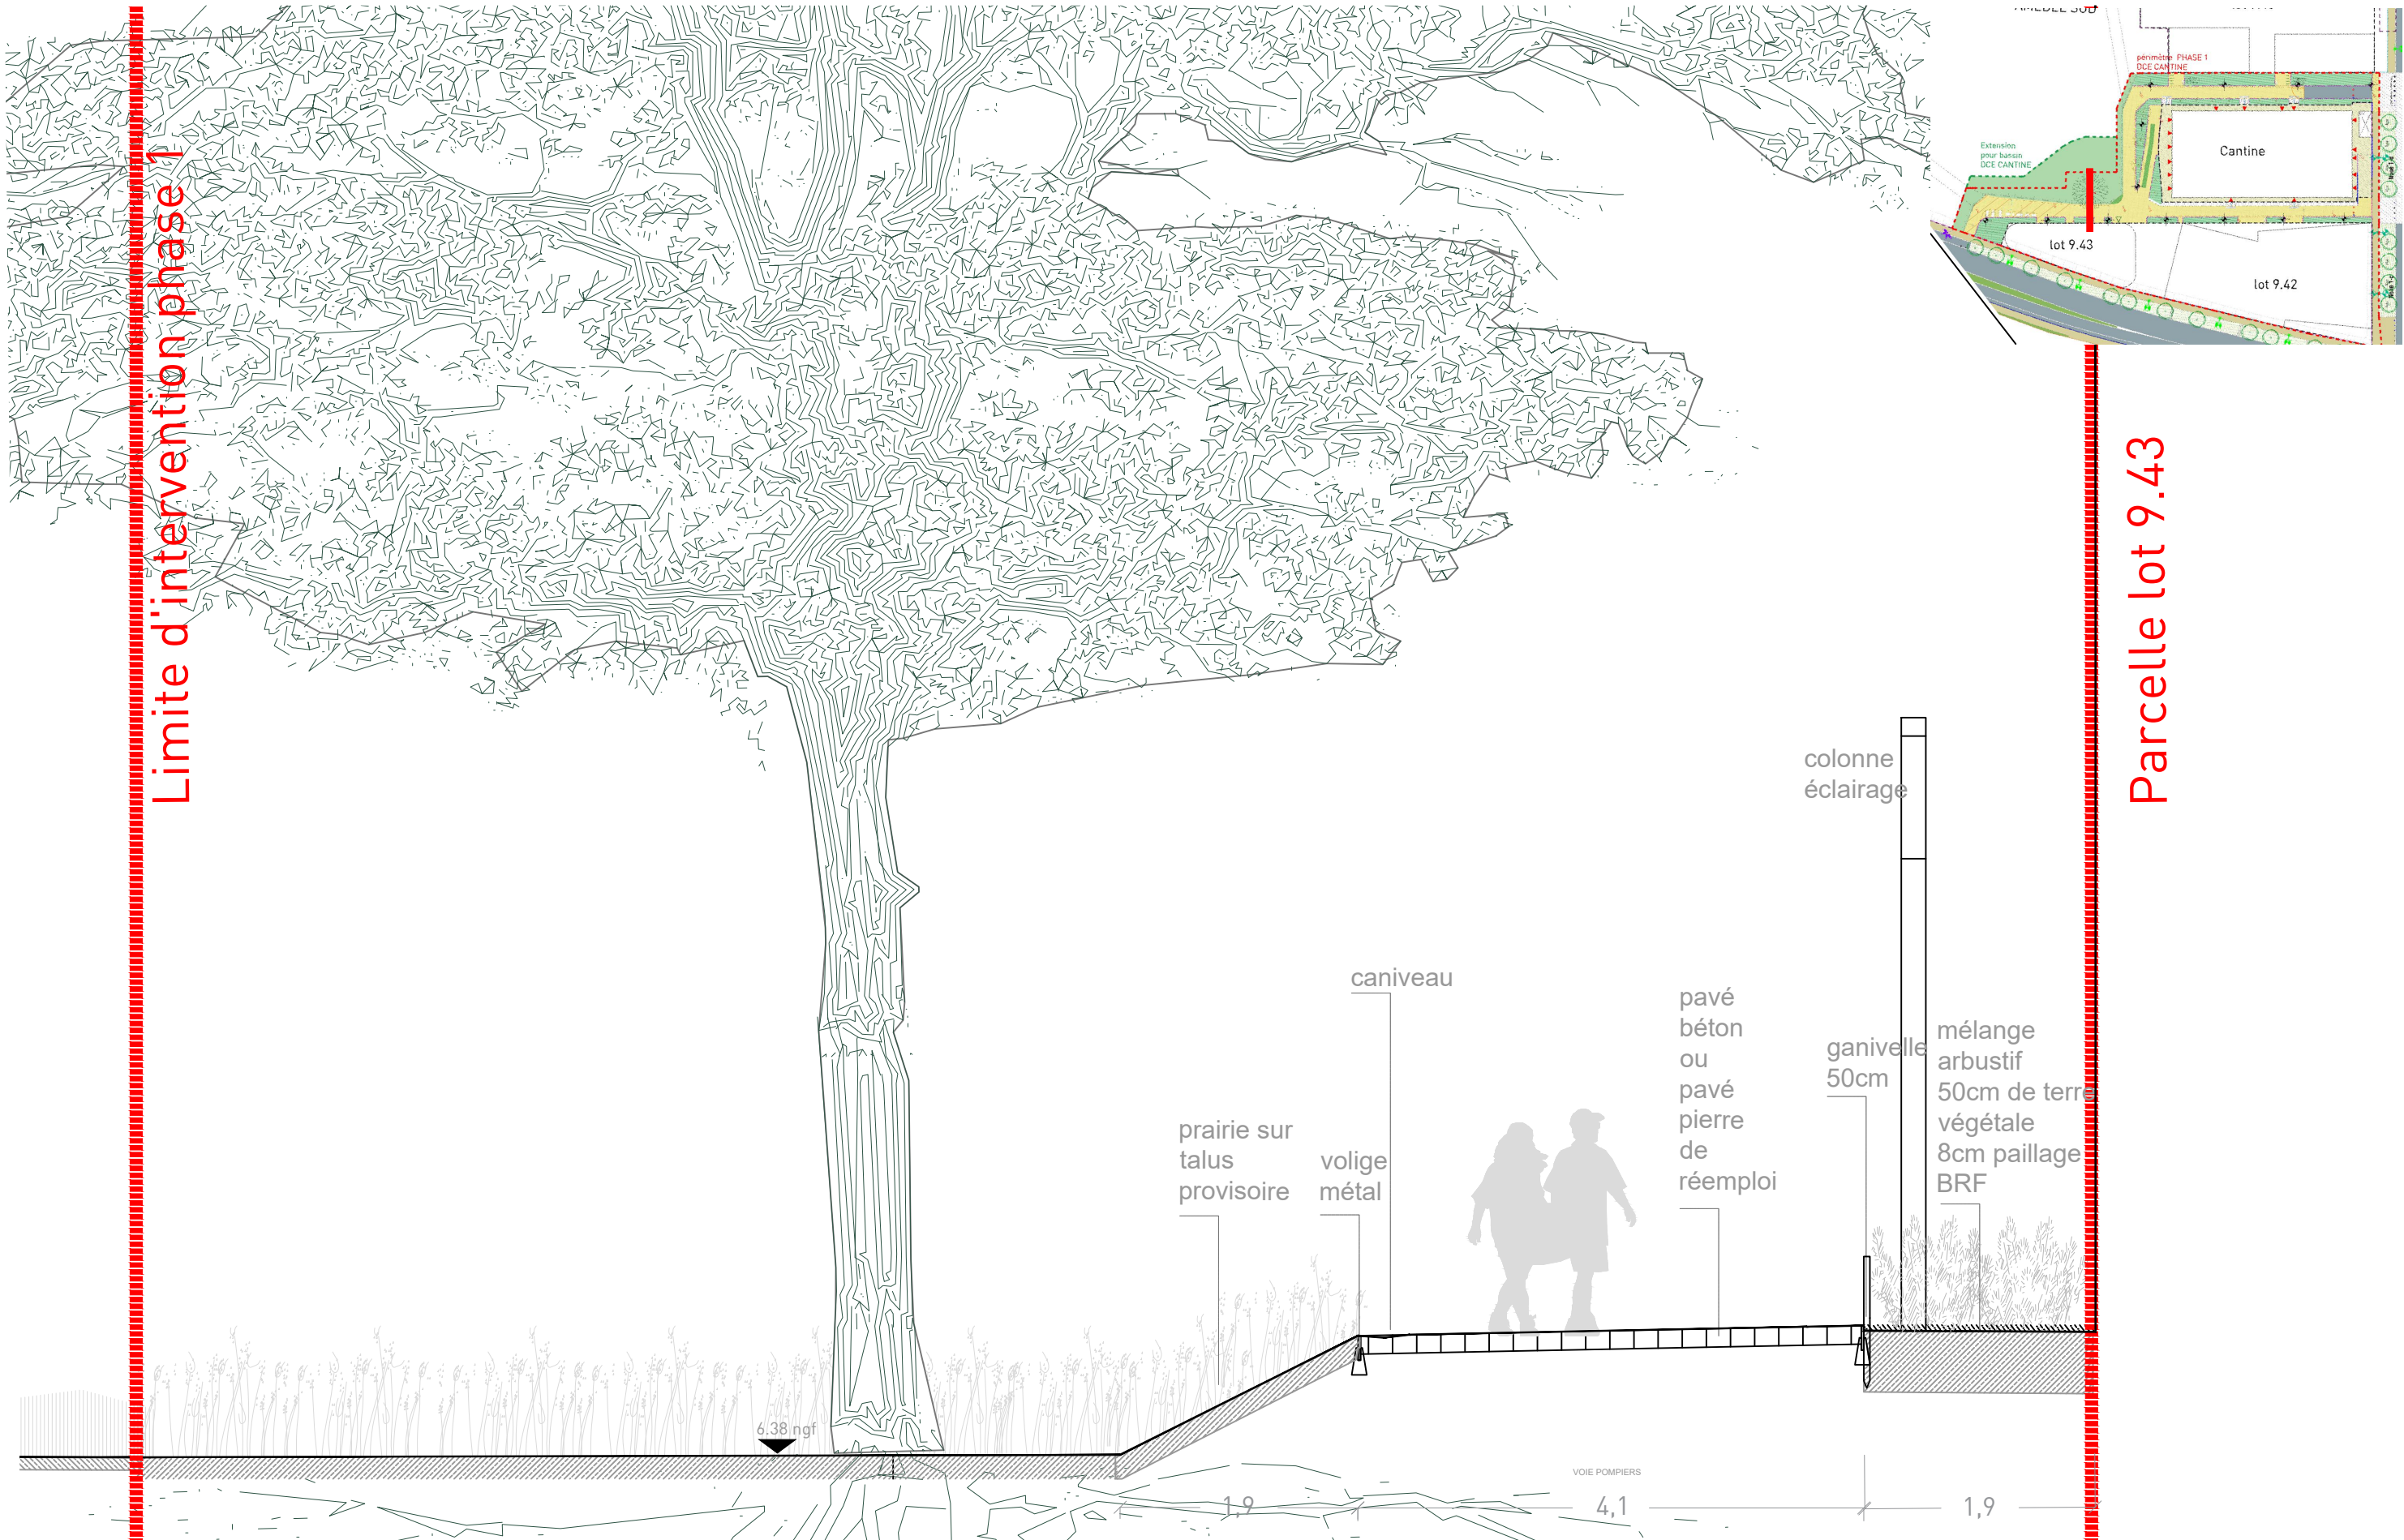 Limite d'intervention phase 1
périmètre PHASE 1
DCE CANTINE
Extension
pour bassin
DCE CANTINE
Cantine
lot 9.43
lot 9.42
Parcelle lot 9.43
colonne
éclairage
caniveau
pavé
béton
ou
pavé
pierre
de
réemploi
ganivelle
50cm
mélange
arbustif
50cm de terre
végétale
8cm paillage
BRF
prairie sur
talus
provisoire
volige
métal
6.38 ngf
VOIE POMPIERS
1,9
4,1
1,9